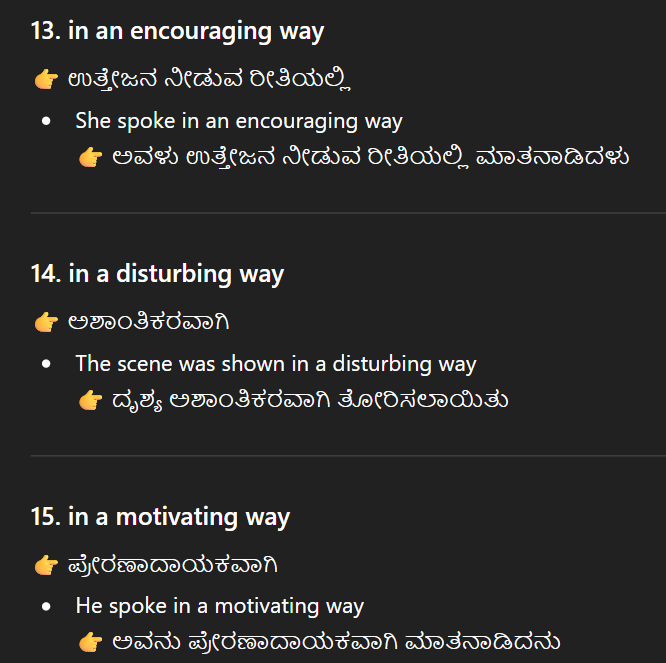 13. in an encouraging way
👉 ಉತ್ತೇಜನ ನೀಡುವ ರೀತಿಯಲ್ಲಿ
• She spoke in an encouraging way
👉 ಅವಳು ಉತ್ತೇಜನ ನೀಡುವ ರೀತಿಯಲ್ಲಿ ಮಾತನಾಡಿದಳು
14. in a disturbing way
👉 ಅಶಾಂತಿಕರವಾಗಿ
• The scene was shown in a disturbing way
👉 ದೃಶ್ಯ ಅಶಾಂತಿಕರವಾಗಿ ತೋರಿಸಲಾಯಿತು
15. in a motivating way
👉 ಪ್ರೇರಣಾದಾಯಕವಾಗಿ
• He spoke in a motivating way
👉 ಅವನು ಪ್ರೇರಣಾದಾಯಕವಾಗಿ ಮಾತನಾಡಿದನು